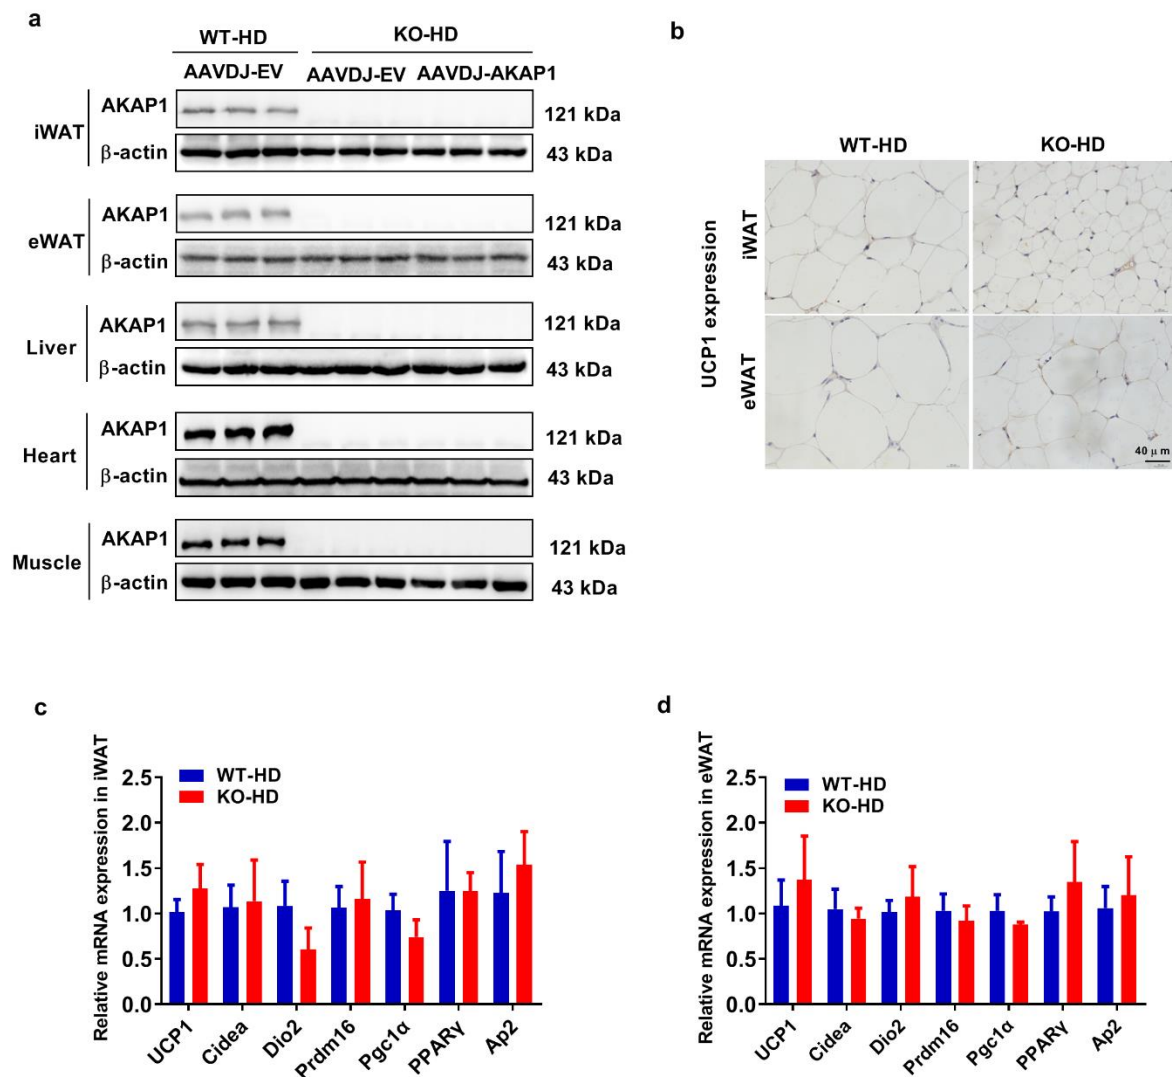 a
WT-HD KO-HD
AAVDJ-EV AAVDJ-EV AAVDJ-AKAP1
iWAT
AKAP1 121 kDa
β-actin 43 kDa
eWAT
AKAP1 121 kDa
β-actin 43 kDa
Liver
AKAP1 121 kDa
β-actin 43 kDa
Heart
AKAP1 121 kDa
β-actin 43 kDa
Muscle
AKAP1 121 kDa
β-actin 43 kDa
b
WT-HD KO-HD
UCP1 expression
iWAT
eWAT
40 μm
c
Relative mRNA expression in iWAT
2.5
2.0
1.5
1.0
0.5
0.0
WT-HD
KO-HD
UCP1 Cidea Dio2 Prdm16 Pgc1α PPARγ Ap2
d
Relative mRNA expression in eWAT
2.5
2.0
1.5
1.0
0.5
0.0
WT-HD
KO-HD
UCP1 Cidea Dio2 Prdm16 Pgc1α PPARγ Ap2